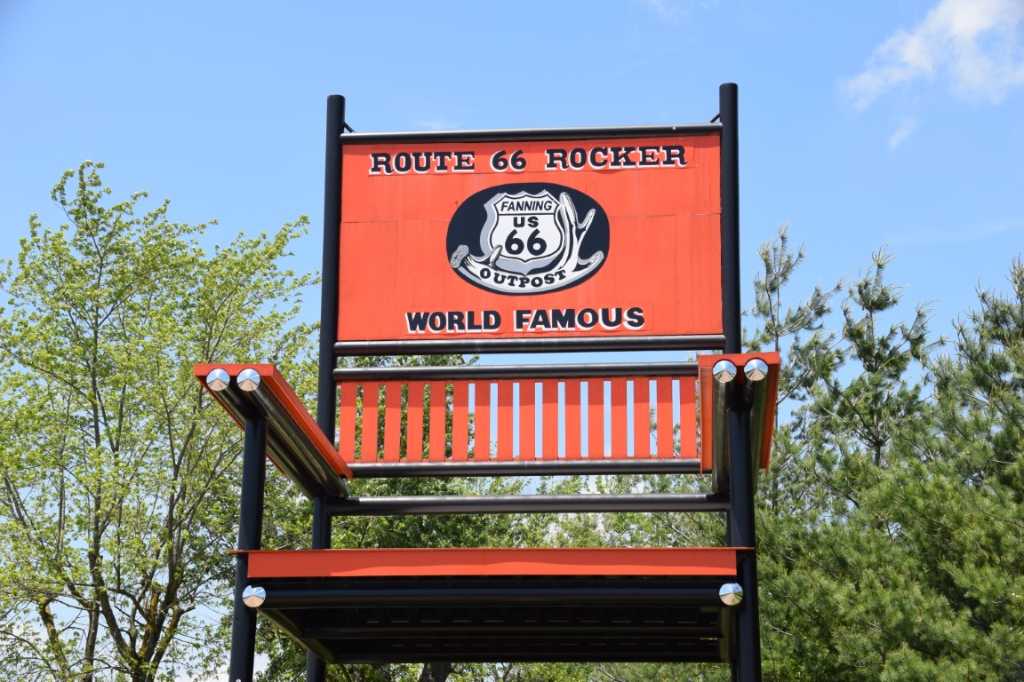 ROUTE 66 ROCKER
FANNING
US
66
OUTPOST
WORLD FAMOUS